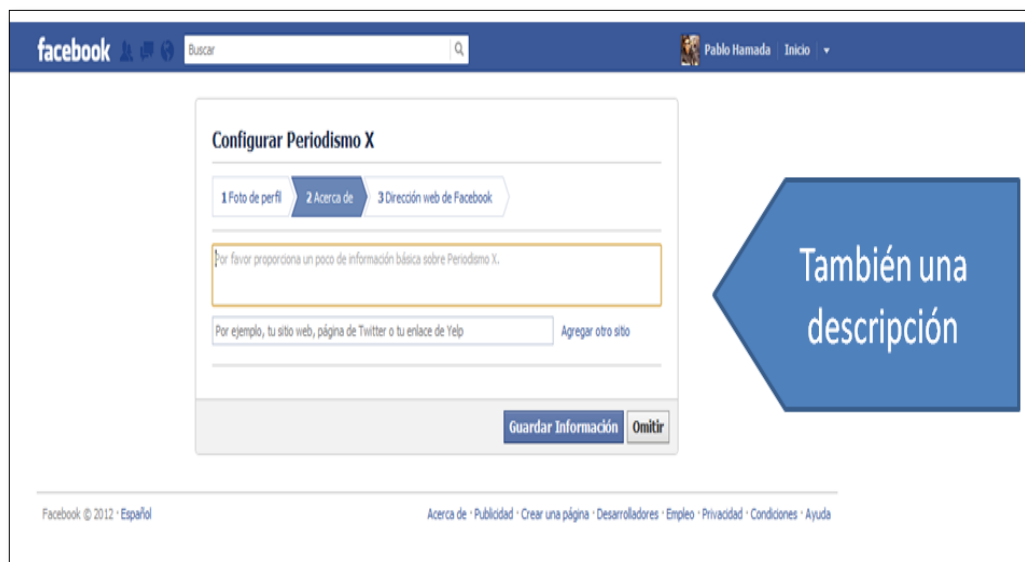 facebook
Buscar
Pablo Hamada
Inicio
Configurar Periodismo X
1 Foto de perfil
2 Acerca de
3 Dirección web de Facebook
Por favor proporciona un poco de información básica sobre Periodismo X.
Por ejemplo, tu sitio web, página de Twitter o tu enlace de Yelp
Agregar otro sitio
Guardar Información
Omitir
También una
descripción
Facebook © 2012 · Español
Acerca de · Publicidad · Crear una página · Desarrolladores · Empleo · Privacidad · Condiciones · Ayuda